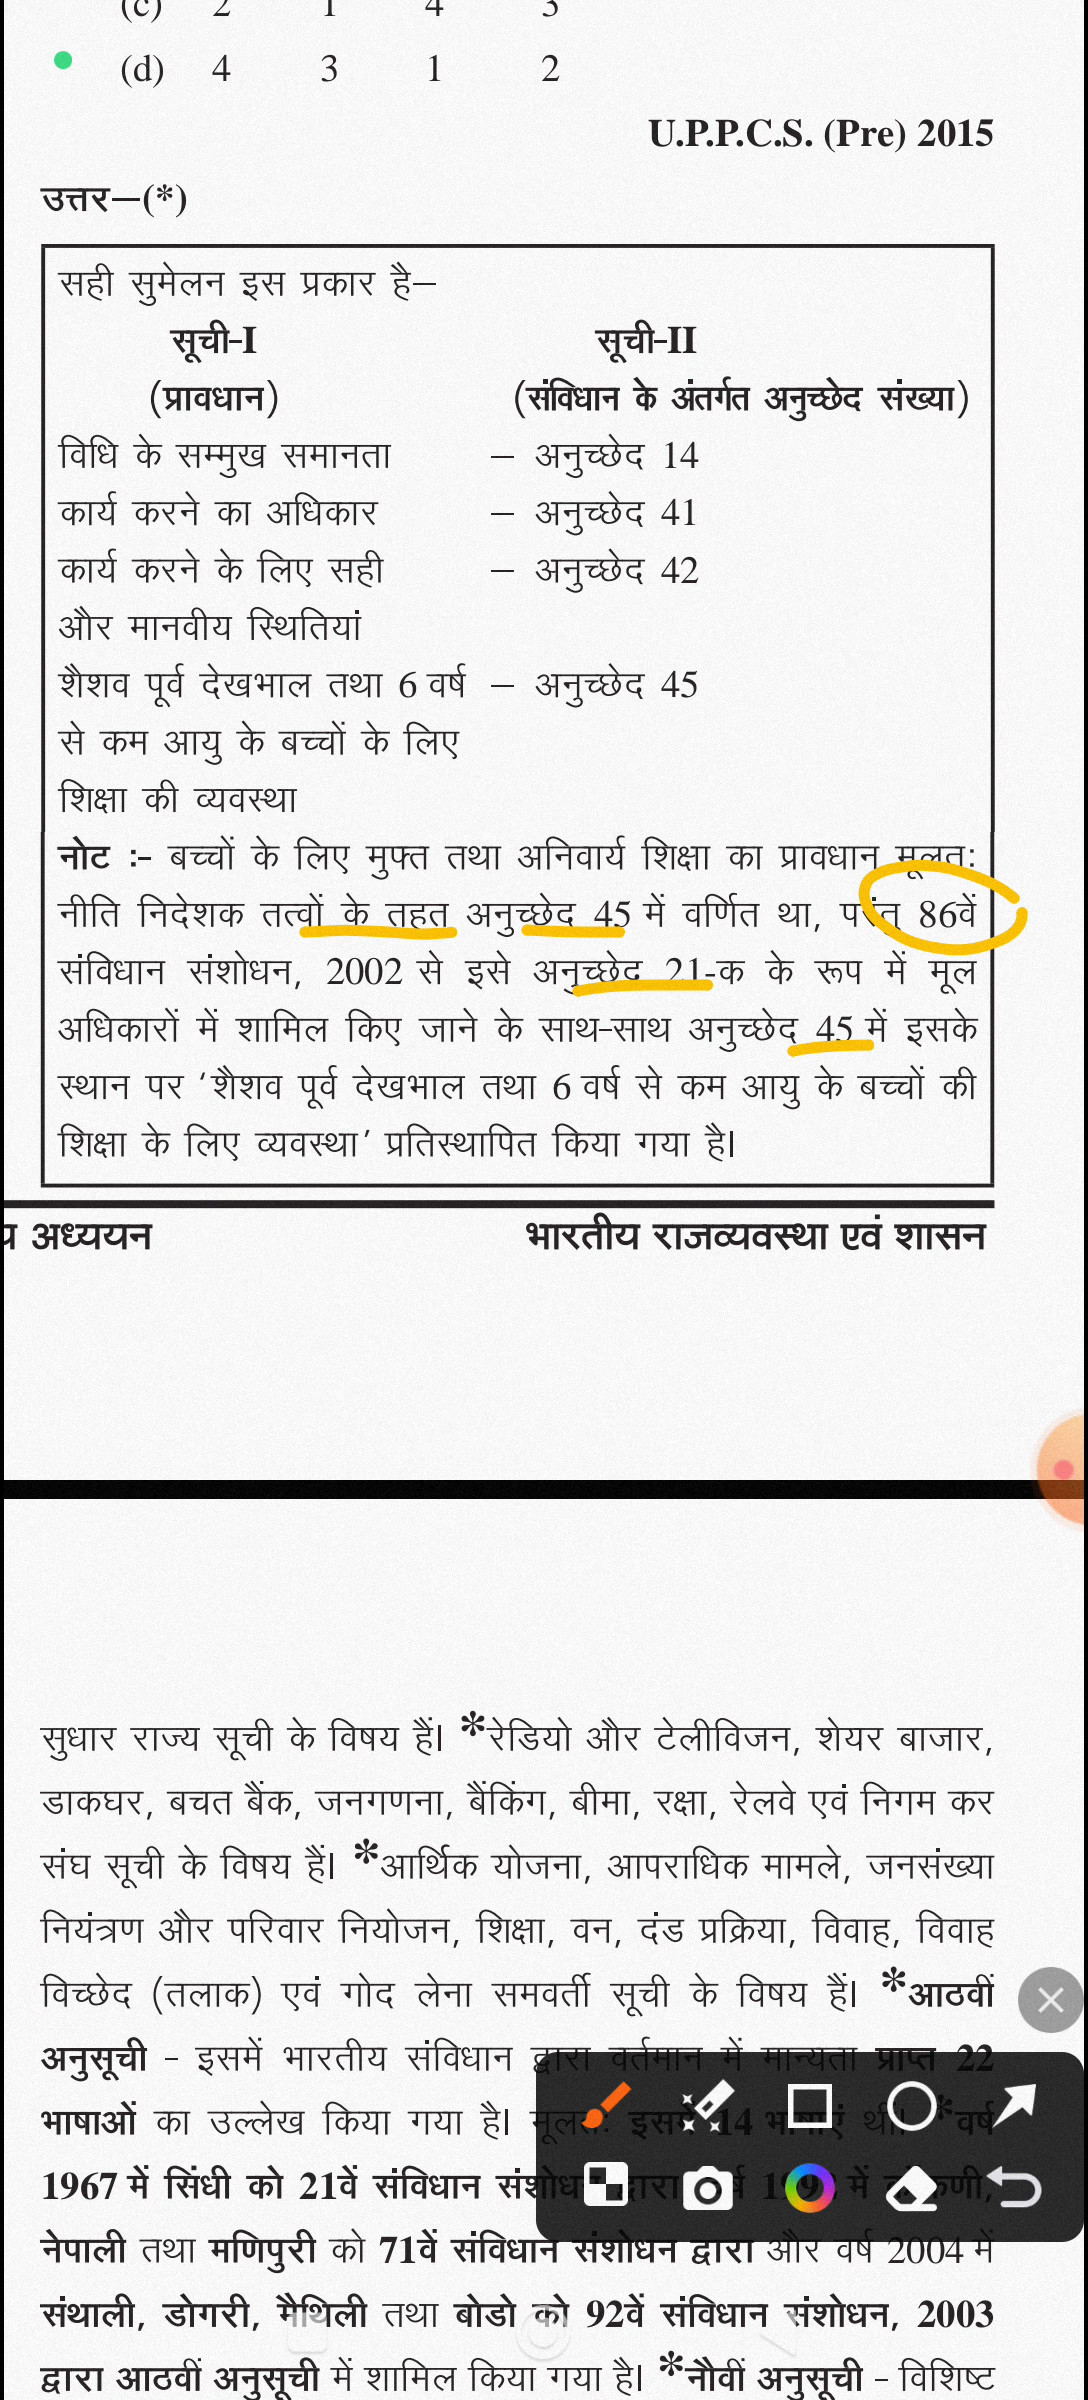 (c) 2 1 4 3
(d) 4 3 1 2
U.P.P.C.S. (Pre) 2015
उत्तर—(*)
सही सुमेलन इस प्रकार है–
सूची-I सूची-II
(प्रावधान) (संविधान के अंतर्गत अनुच्छेद संख्या)
विधि के सम्मुख समानता – अनुच्छेद 14
कार्य करने का अधिकार – अनुच्छेद 41
कार्य करने के लिए सही – अनुच्छेद 42
और मानवीय स्थितियां
शैशव पूर्व देखभाल तथा 6 वर्ष – अनुच्छेद 45
से कम आयु के बच्चों के लिए
शिक्षा की व्यवस्था
नोट :- बच्चों के लिए मुफ्त तथा अनिवार्य शिक्षा का प्रावधान मूलतः
नीति निदेशक तत्वों के तहत अनुच्छेद 45 में वर्णित था, परंतु 86वें
संविधान संशोधन, 2002 से इसे अनुच्छेद 21-क के रूप में मूल
अधिकारों में शामिल किए जाने के साथ-साथ अनुच्छेद 45 में इसके
स्थान पर ‘शैशव पूर्व देखभाल तथा 6 वर्ष से कम आयु के बच्चों की
शिक्षा के लिए व्यवस्था’ प्रतिस्थापित किया गया है।
य अध्ययन भारतीय राजव्यवस्था एवं शासन
सुधार राज्य सूची के विषय हैं। *रेडियो और टेलीविजन, शेयर बाजार,
डाकघर, बचत बैंक, जनगणना, बैंकिंग, बीमा, रक्षा, रेलवे एवं निगम कर
संघ सूची के विषय हैं। *आर्थिक योजना, आपराधिक मामले, जनसंख्या
नियंत्रण और परिवार नियोजन, शिक्षा, वन, दंड प्रक्रिया, विवाह, विवाह
विच्छेद (तलाक) एवं गोद लेना समवर्ती सूची के विषय हैं। *आठवीं
अनुसूची - इसमें भारतीय संविधान द्वारा वर्तमान में मान्यता प्राप्त 22
भाषाओं का उल्लेख किया गया है। मूलतः इसमें 14 भाषाएं थीं। *वर्ष
1967 में सिंधी को 21वें संविधान संशोधन द्वारा वर्ष 1992 में कोंकणी,
नेपाली तथा मणिपुरी को 71वें संविधान संशोधन द्वारा और वर्ष 2004 में
संथाली, डोगरी, मैथिली तथा बोडो को 92वें संविधान संशोधन, 2003
द्वारा आठवीं अनुसूची में शामिल किया गया है। *नौवीं अनुसूची - विशिष्ट